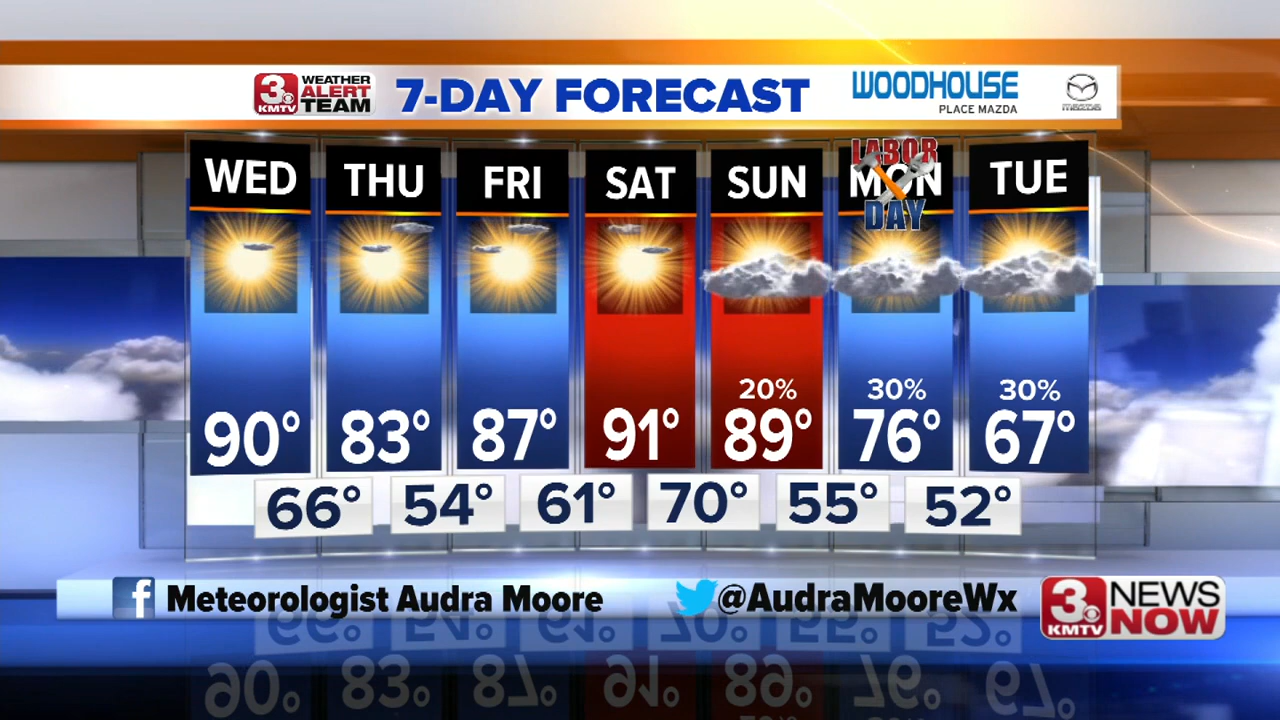 3 KMTV WEATHER ALERT TEAM 7-DAY FORECAST WOODHOUSE PLACE MAZDA
WED THU FRI SAT SUN MON TUE
LABOR DAY
20% 30% 30%
90° 83° 87° 91° 89° 76° 67°
66° 54° 61° 70° 55° 52°
f Meteorologist Audra Moore @AudraMooreWx 3 KMTV NEWS NOW